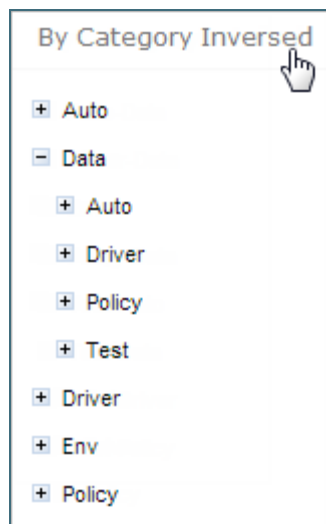 By Category Inversed
Auto
Data
Auto
Driver
Policy
Test
Driver
Env
Policy